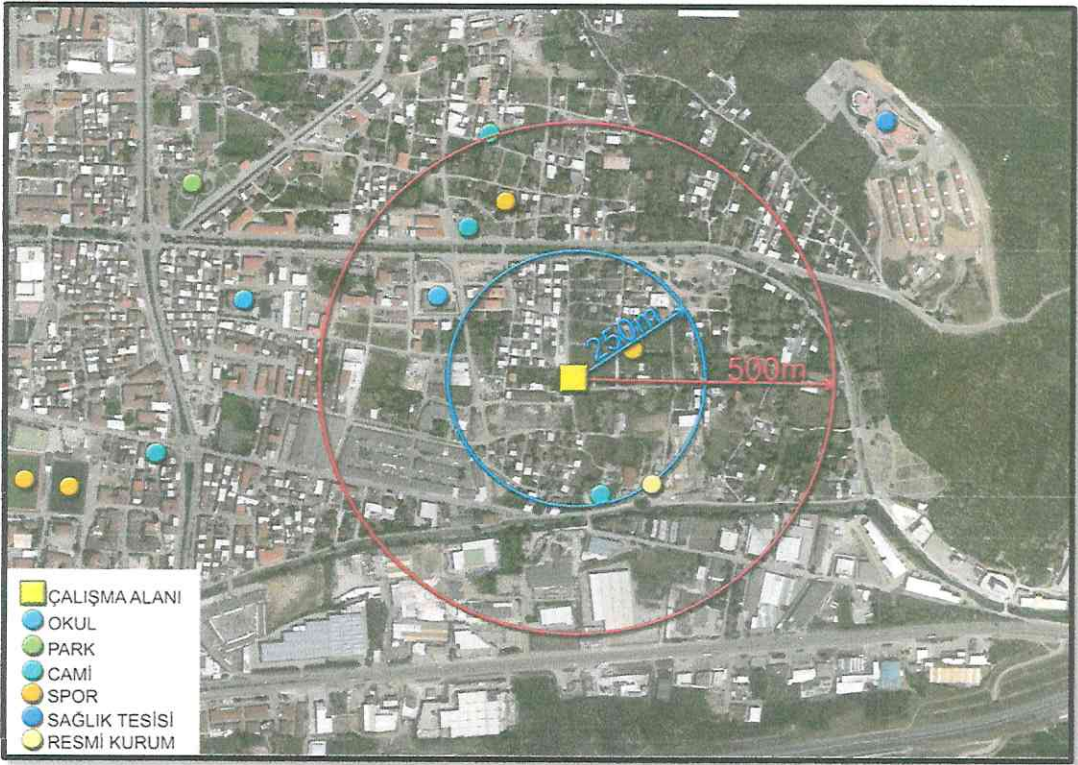 250m
500m
ÇALIŞMA ALANI
OKUL
PARK
CAMİ
SPOR
SAĞLIK TESİSİ
RESMİ KURUM